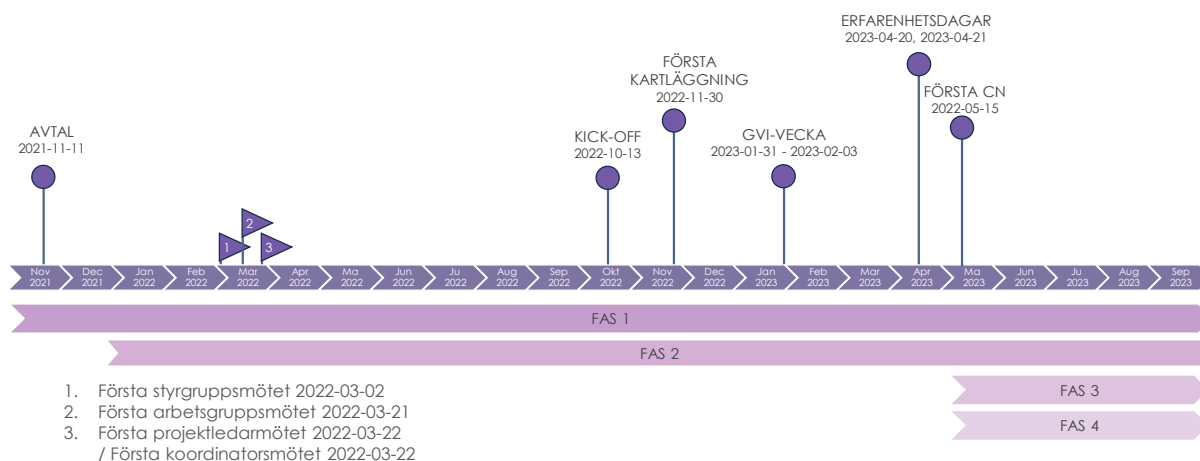 ERFARENHETSDAGAR
2023-04-20, 2023-04-21
FÖRSTA
KARTLÄGGNING
2022-11-30
FÖRSTA CN
2022-05-15
AVTAL
2021-11-11
KICK-OFF
2022-10-13
GVI-VECKA
2023-01-31 - 2023-02-03
2
1
3
Nov
2021
Dec
2021
Jan
2022
Feb
2022
Mar
2022
Apr
2022
Ma
2022
Jun
2022
Ju
2022
Aug
2022
Sep
2022
Okt
2022
Nov
2022
Dec
2022
Jan
2023
Feb
2023
Mar
2023
Apr
2023
Ma
2023
Jun
2023
Ju
2023
Aug
2023
Sep
2023
FAS 1
FAS 2
FAS 3
FAS 4
1. Första styrgruppsmötet 2022-03-02
2. Första arbetsgruppsmötet 2022-03-21
3. Första projektledarmötet 2022-03-22
/ Första koordinatorsmötet 2022-03-22